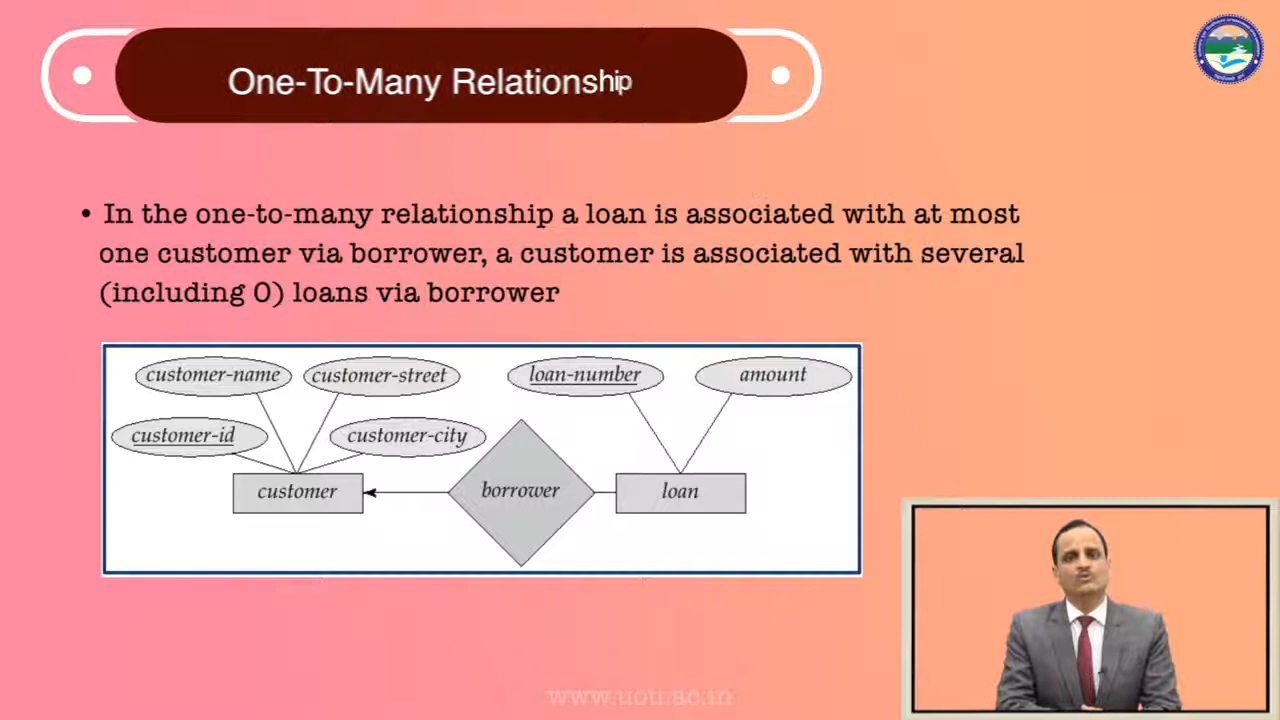 One-To-Many Relationship
• In the one-to-many relationship a loan is associated with at most
one customer via borrower, a customer is associated with several
(including 0) loans via borrower
customer-name customer-street loan-number amount
customer-id customer-city
customer borrower loan
www.uou.ac.in